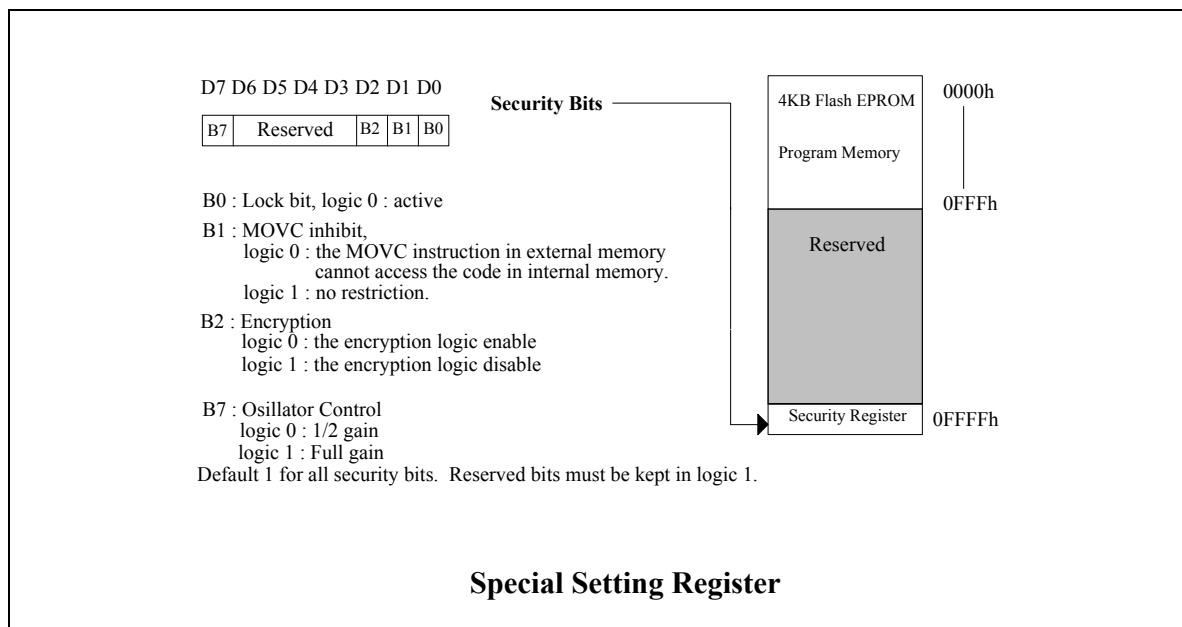 D7 D6 D5 D4 D3 D2 D1 D0
B7 Reserved B2 B1 B0
B0 : Lock bit, logic 0 : active
B1 : MOVC inhibit,
logic 0 : the MOVC instruction in external memory
cannot access the code in internal memory.
logic 1 : no restriction.
B2 : Encryption
logic 0 : the encryption logic enable
logic 1 : the encryption logic disable
B7 : Osillator Control
logic 0 : 1/2 gain
logic 1 : Full gain
Default 1 for all security bits.  Reserved bits must be kept in logic 1.
Security Bits
4KB Flash EPROM
Program Memory
0000h
0FFFh
Reserved
Security Register
0FFFFh
Special Setting Register